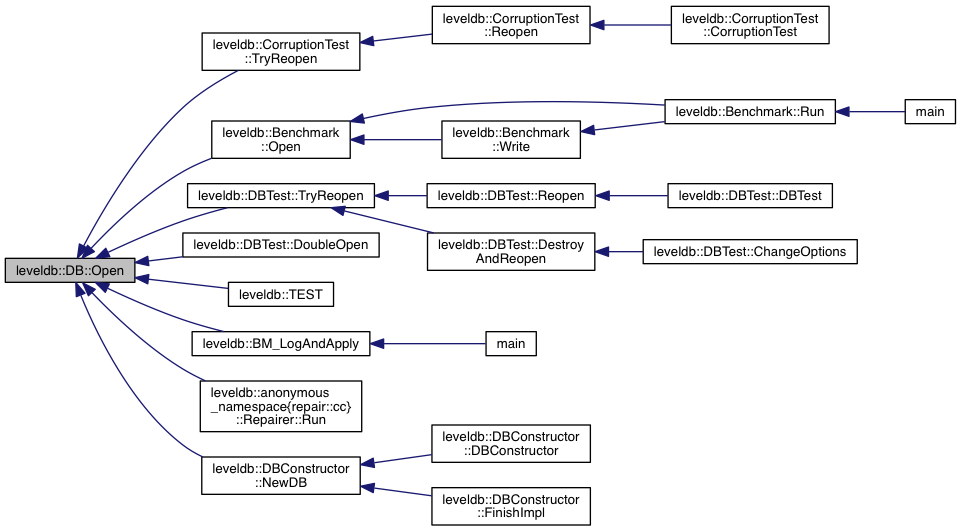 leveldb::CorruptionTest
::TryReopen
leveldb::CorruptionTest
::Reopen
leveldb::CorruptionTest
::CorruptionTest
leveldb::Benchmark
::Open
leveldb::Benchmark
::Write
leveldb::Benchmark::Run
main
leveldb::DBTest::TryReopen
leveldb::DBTest::Reopen
leveldb::DBTest::DBTest
leveldb::DBTest::DoubleOpen
leveldb::DBTest::Destroy
AndReopen
leveldb::DBTest::ChangeOptions
leveldb::DB::Open
leveldb::TEST
leveldb::BM_LogAndApply
main
leveldb::anonymous
_namespace{repair::cc}
::Repairer::Run
leveldb::DBConstructor
::NewDB
leveldb::DBConstructor
::DBConstructor
leveldb::DBConstructor
::FinishImpl